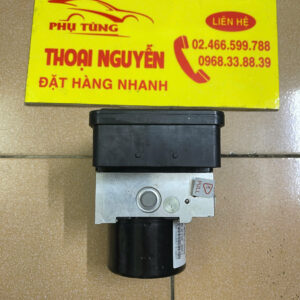 PHỤ TÙNG
THOẠI NGUYỄN
ĐẶT HÀNG NHANH
LIÊN HỆ
02.466.599.788
0968.33.88.39